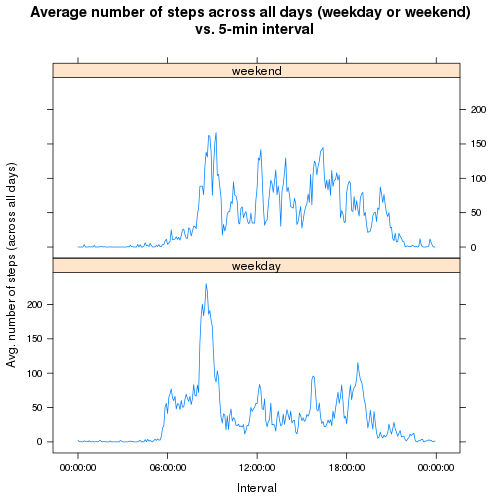 Average number of steps across all days (weekday or weekend)
vs. 5-min interval
weekend
200
150
100
50
0
weekday
200
150
100
50
0
Avg. number of steps (across all days)
00:00:00
06:00:00
12:00:00
18:00:00
00:00:00
Interval